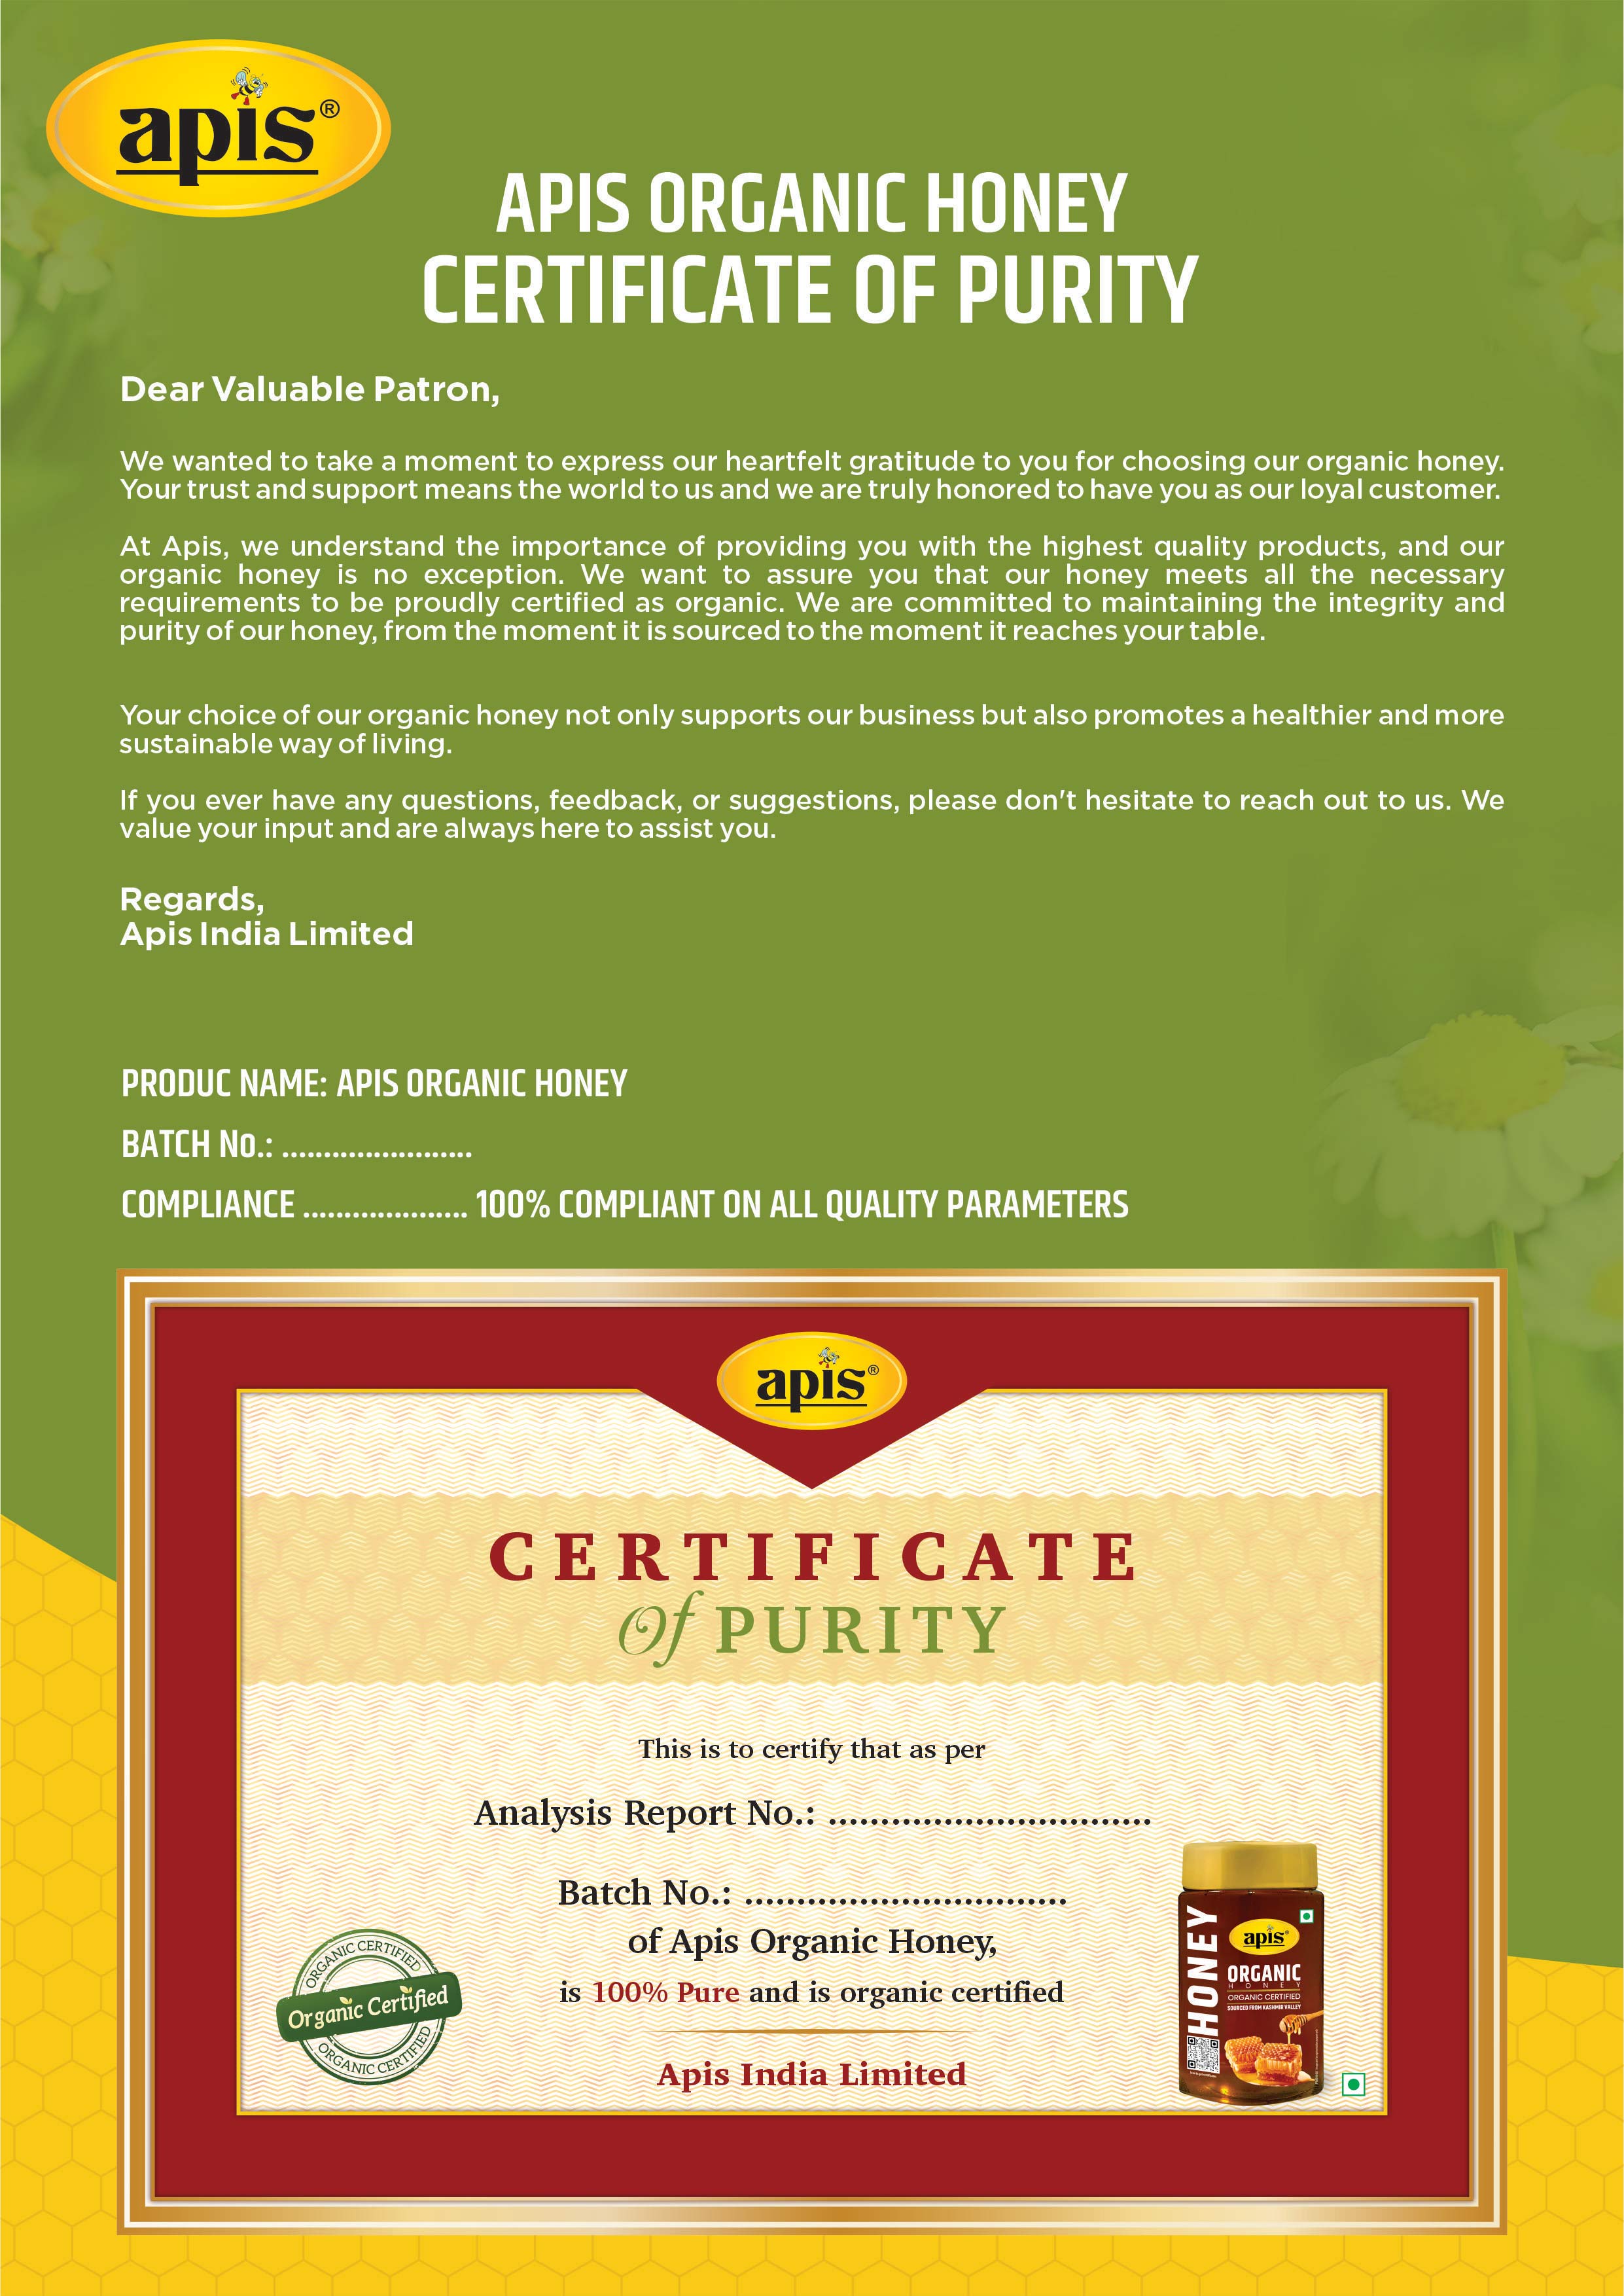 apis®
APIS ORGANIC HONEY
CERTIFICATE OF PURITY
Dear Valuable Patron,
We wanted to take a moment to express our heartfelt gratitude to you for choosing our organic honey.
Your trust and support means the world to us and we are truly honored to have you as our loyal customer.
At Apis, we understand the importance of providing you with the highest quality products, and our
organic honey is no exception. We want to assure you that our honey meets all the necessary
requirements to be proudly certified as organic. We are committed to maintaining the integrity and
purity of our honey, from the moment it is sourced to the moment it reaches your table.
Your choice of our organic honey not only supports our business but also promotes a healthier and more
sustainable way of living.
If you ever have any questions, feedback, or suggestions, please don't hesitate to reach out to us. We
value your input and are always here to assist you.
Regards,
Apis India Limited
PRODUC NAME: APIS ORGANIC HONEY
BATCH No.: .......................
COMPLIANCE .................... 100% COMPLIANT ON ALL QUALITY PARAMETERS
apis®
CERTIFICATE
Of PURITY
This is to certify that as per
Analysis Report No.: ...............................
Batch No.: ...............................
of Apis Organic Honey,
is 100% Pure and is organic certified
Apis India Limited
ORGANIC CERTIFIED
Organic Certified
ORGANIC CERTIFIED
HONEY
apis
ORGANIC
HONEY
ORGANIC CERTIFIED
SOURCED FROM KASHMIR VALLEY